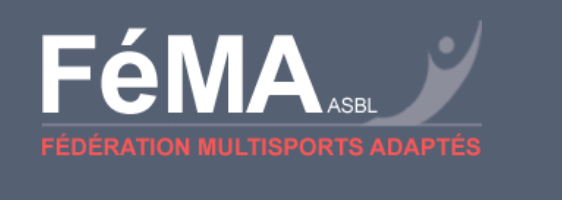 FéMA ASBL
FÉDÉRATION MULTISPORTS ADAPTÉS